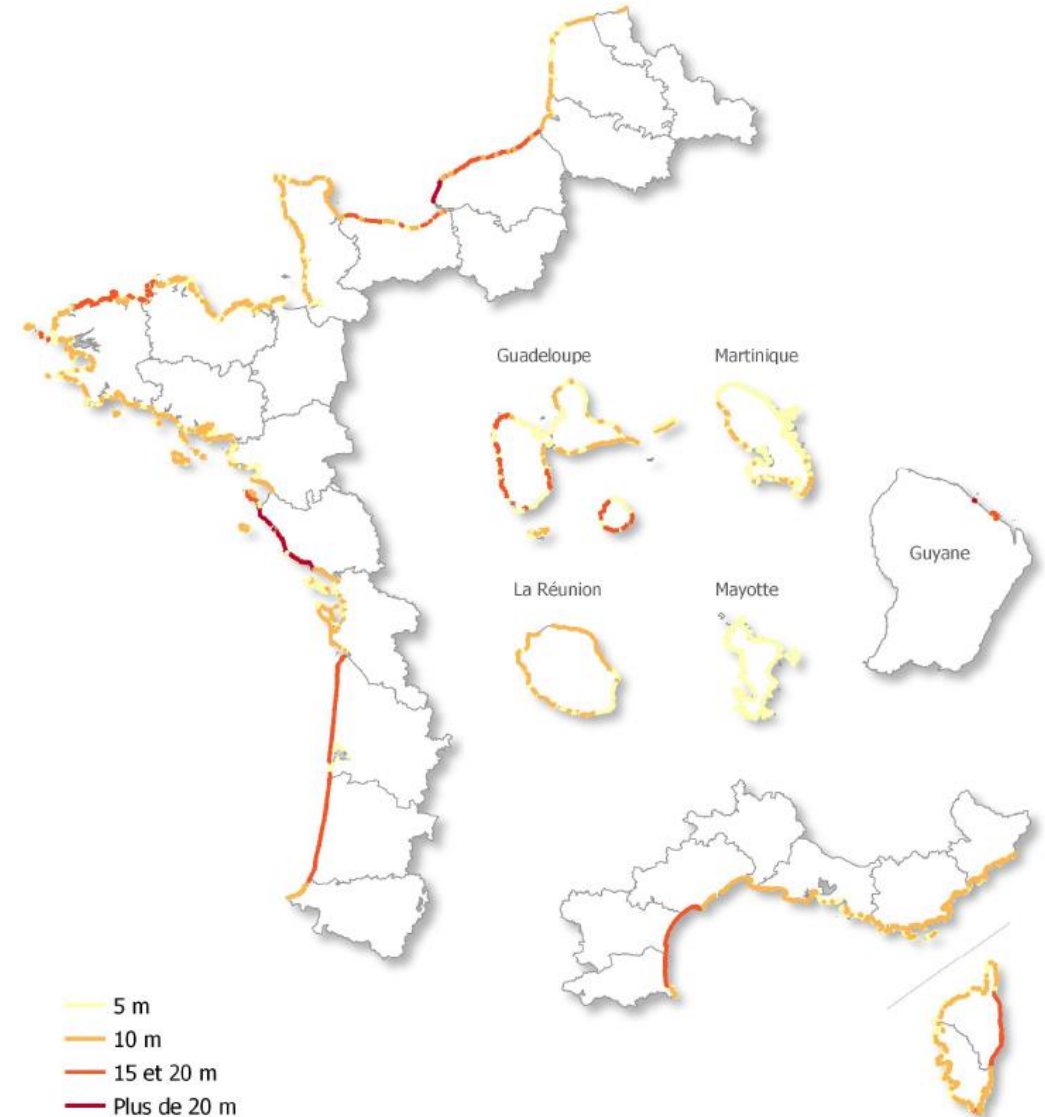 Guadeloupe
Martinique
Guyane
La Réunion
Mayotte
5 m
10 m
15 et 20 m
Plus de 20 m